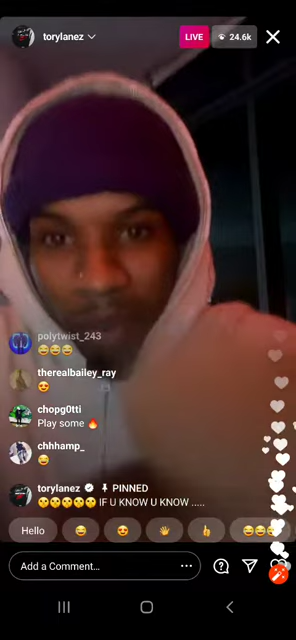 torylanez
LIVE
24.6k
polytwist_243
😂😂😂
therealbailey_ray
😍
chopg0tti
Play some 🔥
chhhamp_
😂
torylanez PINNED
🤫🤫🤫🤫🤫 IF U KNOW U KNOW .....
Hello 😂 😍 👋 👍 😂😂😂
Add a Comment...